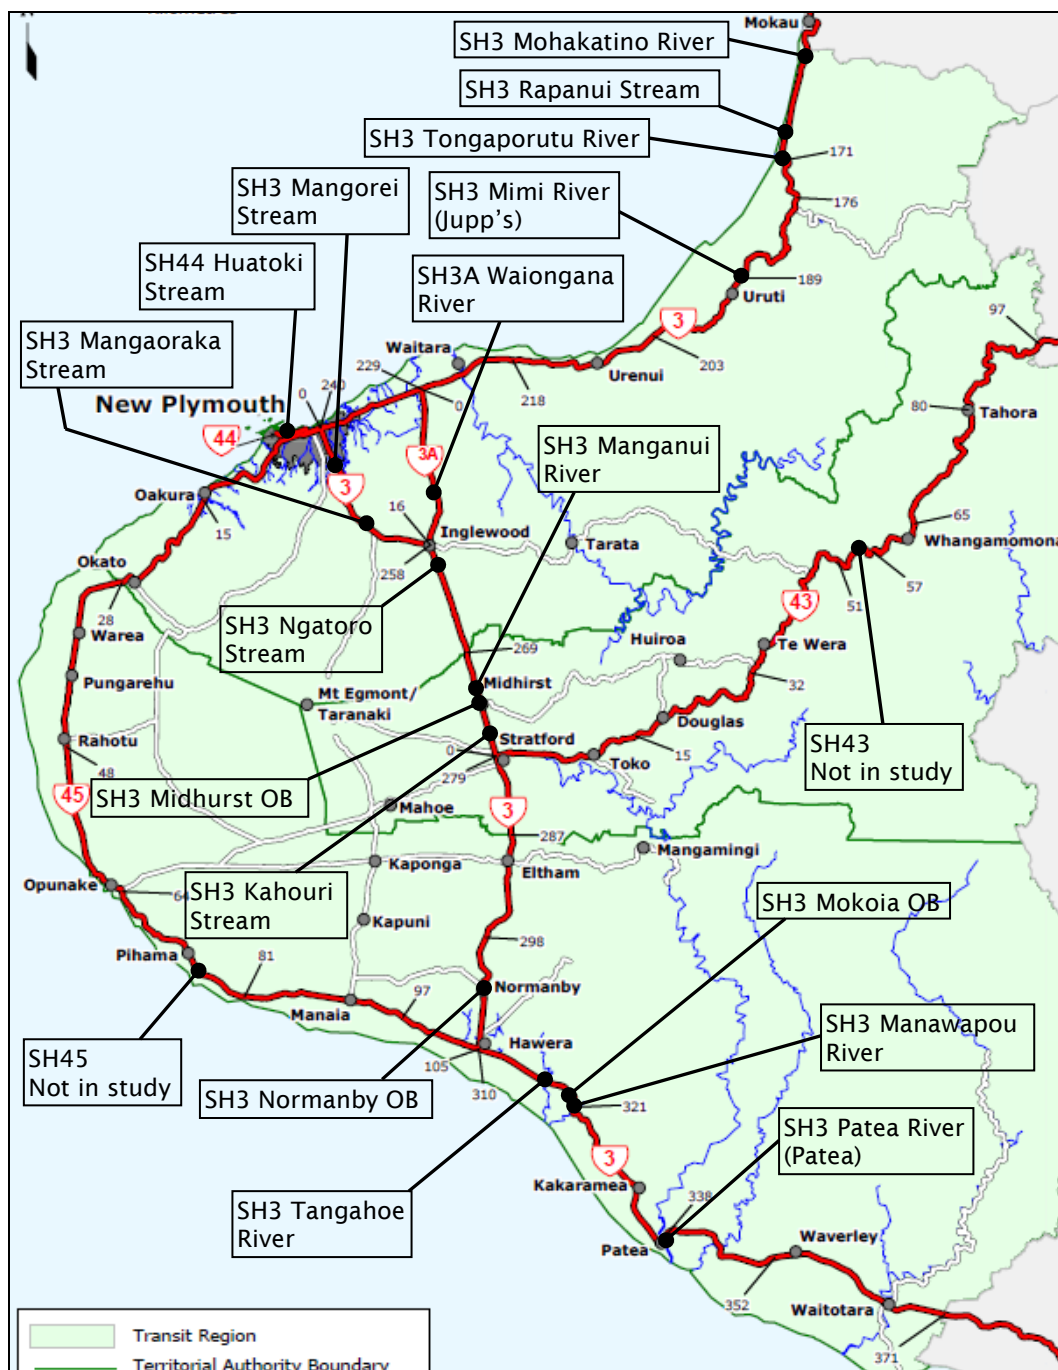 N
Mokau
SH3 Mohakatino River
SH3 Rapanui Stream
SH3 Tongaporutu River
171
SH3 Mangorei
Stream
SH3 Mimi River
(Jupp's)
176
SH44 Huatoki
Stream
SH3A Waiongana
River
189
Uruti
3
97
SH3 Mangaoraka
Stream
Waitara
229
203
Urenui
218
0
0
240
New Plymouth
80
Tahora
44
3A
SH3 Manganui
River
3
Oakura
15
16
65
Inglewood
Tarata
Whangamomona
Okato
258
57
51
43
28
SH3 Ngatoro
Stream
Warea
Huiroa
Te Wera
269
Pungarehu
Midhirst
32
Mt Egmont/
Taranaki
Douglas
Rahotu
Stratford
15
SH43
Not in study
0
Toko
48
279
SH3 Midhurst OB
45
Mahoe
3
287
Mangamingi
Kaponga
Eltham
Opunake
64
SH3 Kahouri
Stream
SH3 Mokoia OB
Kapuni
298
Pihama
81
Normanby
97
Manaia
SH3 Manawapou
River
SH45
Not in study
Hawera
105
310
SH3 Normanby OB
321
SH3 Patea River
(Patea)
3
Kakaramea
SH3 Tangahoe
River
338
Patea
Waverley
352
Waitotara
371
Transit Region
Territorial Authority Boundary